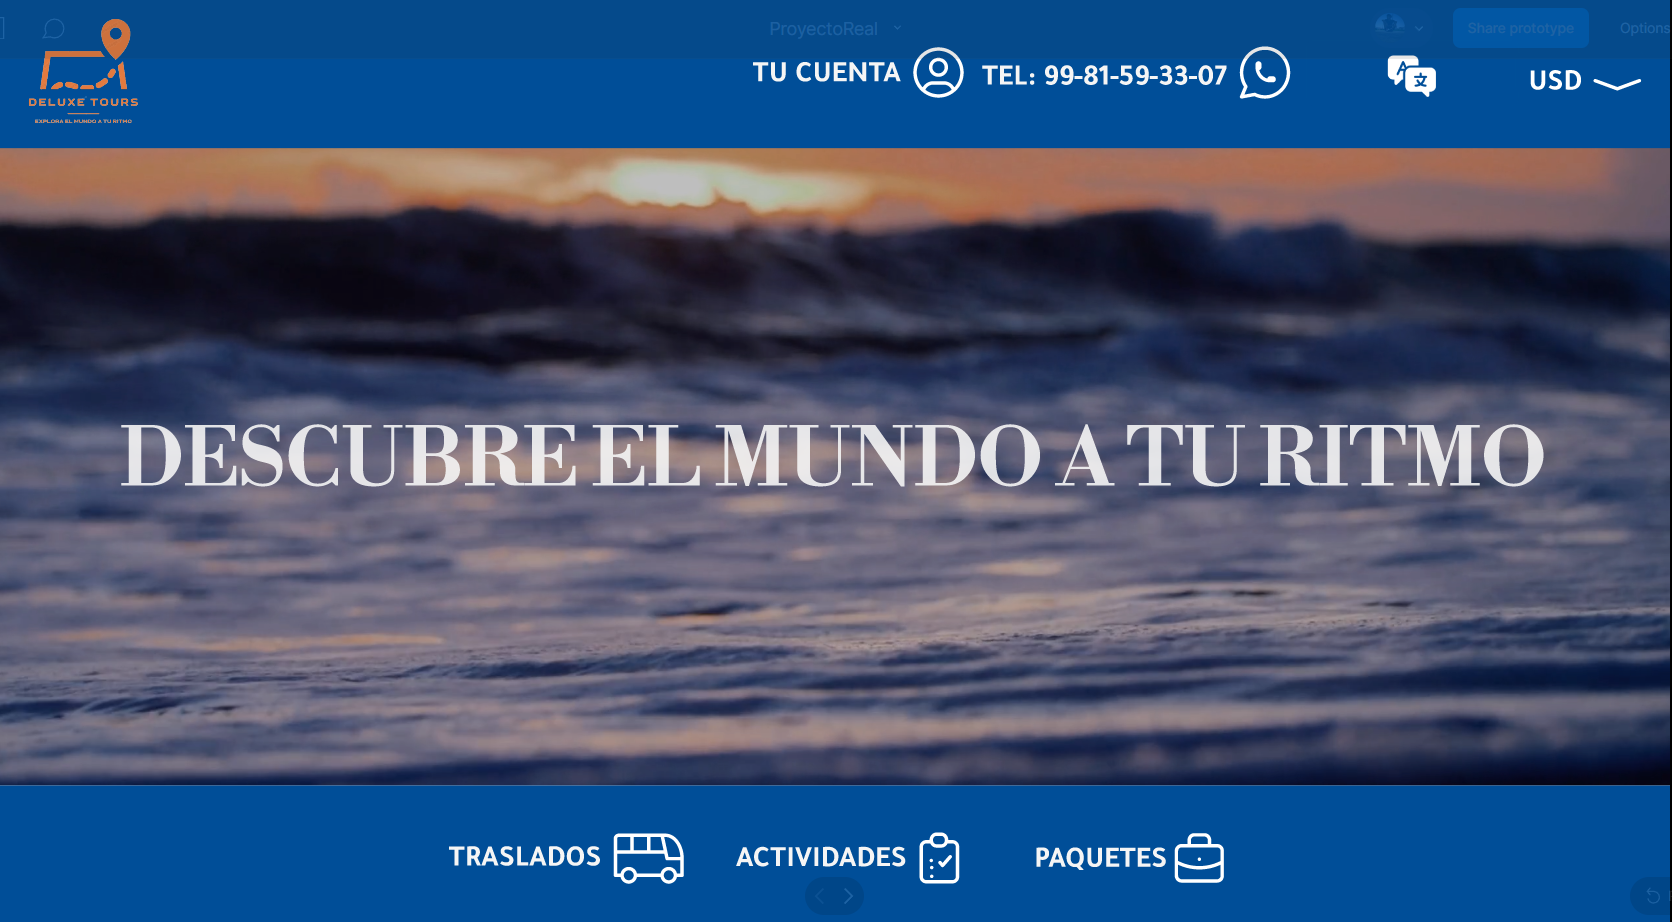 ProyectoReal
Share prototype
Options
DELUXE TOURS
EXPLORA EL MUNDO A TU RITMO
TU CUENTA
TEL: 99-81-59-33-07
A 文
USD
DESCUBRE EL MUNDO A TU RITMO
TRASLADOS
ACTIVIDADES
PAQUETES